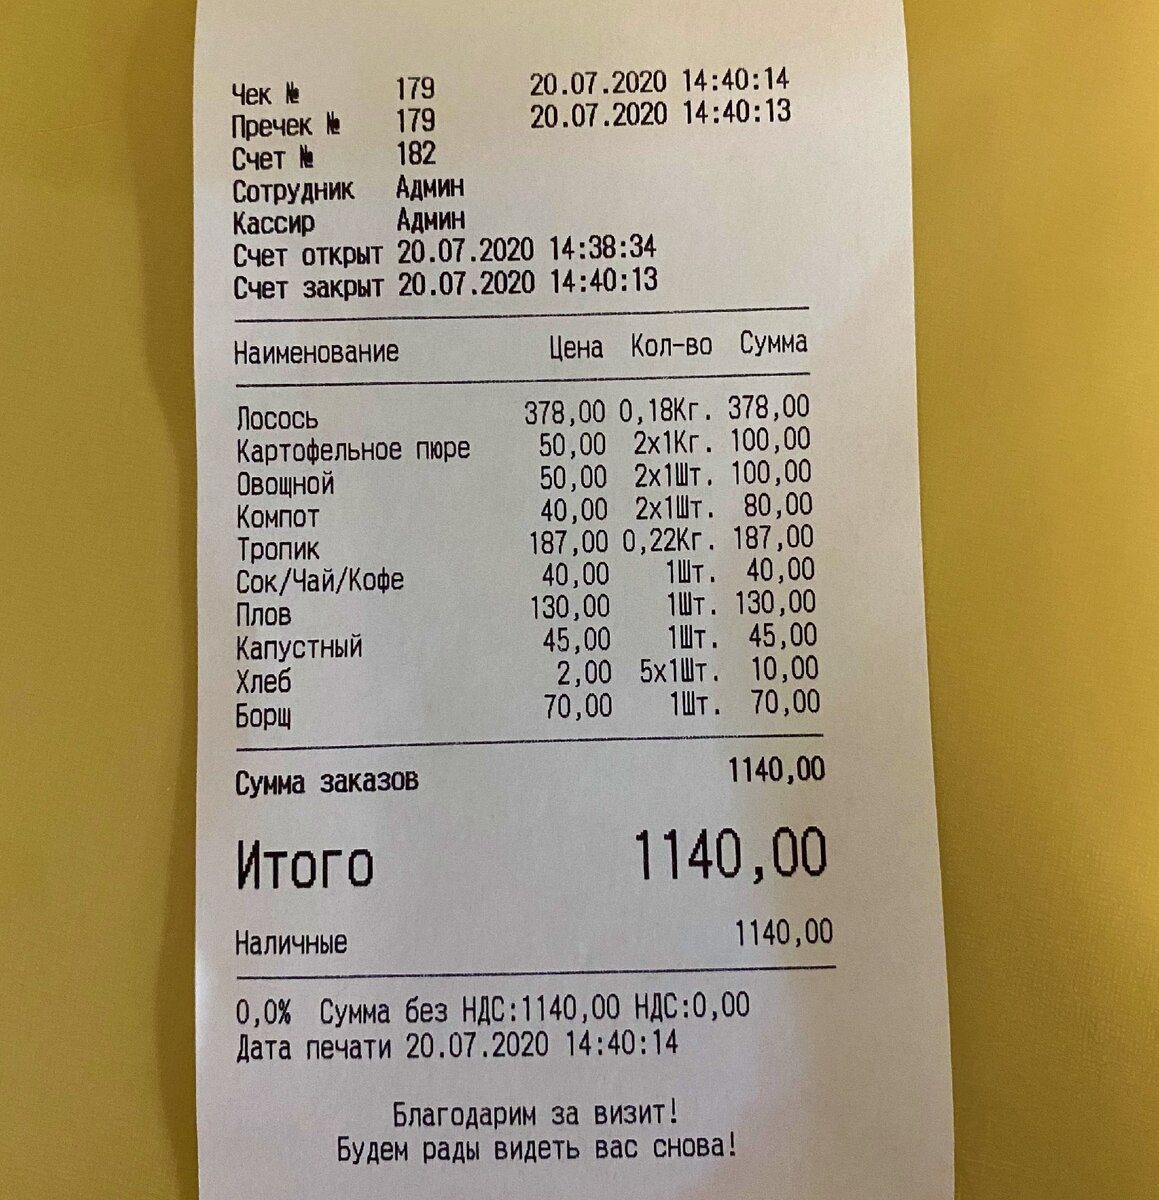 Чек № 179 20.07.2020 14:40:14
Пречек № 179 20.07.2020 14:40:13
Счет № 182
Сотрудник Админ
Кассир Админ
Счет открыт 20.07.2020 14:38:34
Счет закрыт 20.07.2020 14:40:13
Наименование Цена Кол-во Сумма
Лосось 378,00 0,18Кг. 378,00
Картофельное пюре 50,00 2x1Кг. 100,00
Овощной 50,00 2x1Шт. 100,00
Компот 40,00 2x1Шт. 80,00
Тропик 187,00 0,22Кг. 187,00
Сок/Чай/Кофе 40,00 1Шт. 40,00
Плов 130,00 1Шт. 130,00
Капустный 45,00 1Шт. 45,00
Хлеб 2,00 5x1Шт. 10,00
Борщ 70,00 1Шт. 70,00
Сумма заказов 1140,00
Итого 1140,00
Наличные 1140,00
0,0% Сумма без НДС:1140,00 НДС:0,00
Дата печати 20.07.2020 14:40:14
Благодарим за визит!
Будем рады видеть вас снова!